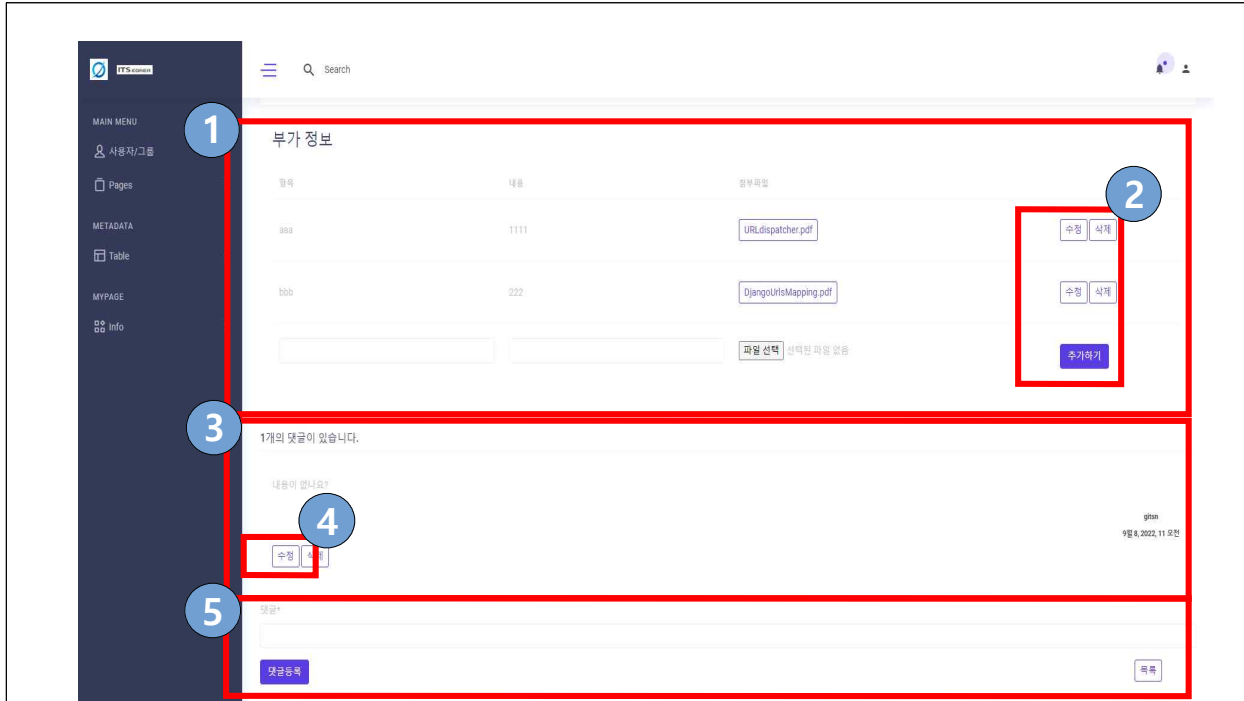 ITS KOREA
Search
MAIN MENU
1
부가 정보
사용자/그룹
항목 내용 첨부파일
2
Pages
METADATA
aaa 1111 URLdispatcher.pdf 수정 삭제
Table
MYPAGE
bbb 222 DjangoUrlsMapping.pdf 수정 삭제
Info
파일 선택 선택된 파일 없음 추가하기
3
1개의 댓글이 있습니다.
내용이 없나요?
4
gitsn
9월 8, 2022, 11 오전
수정 삭제
5
댓글*
댓글등록 목록